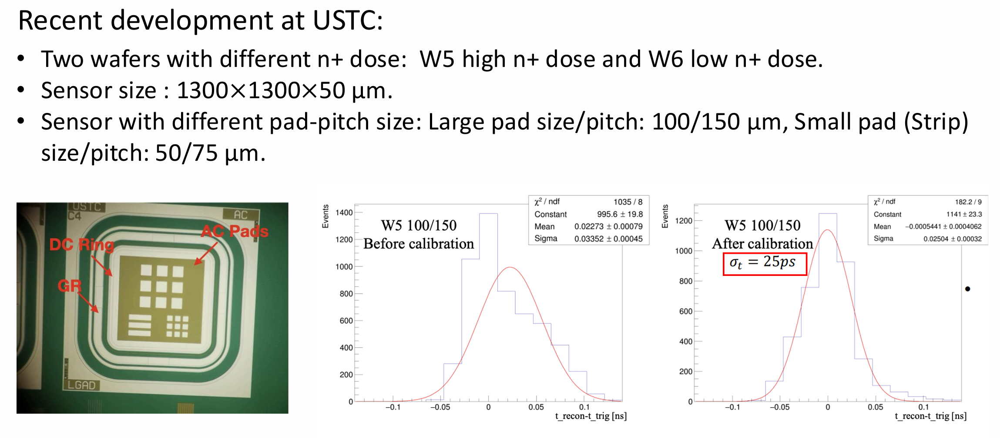 Recent development at USTC:
• Two wafers with different n+ dose:  W5 high n+ dose and W6 low n+ dose.
• Sensor size : 1300×1300×50 μm.
• Sensor with different pad-pitch size: Large pad size/pitch: 100/150 μm, Small pad (Strip)
size/pitch: 50/75 μm.
USTC
C4
AC
AC Pads
DC Ring
GR
LGAD
Events
1400
1200
1000
800
600
400
200
0
W5 100/150
Before calibration
χ² / ndf 1035 / 8
Constant 995.6 ± 19.8
Mean 0.02273 ± 0.00079
Sigma 0.03352 ± 0.00045
−0.1 −0.05 0 0.05 0.1
t_recon-t_trig [ns]
Events
1200
1000
800
600
400
200
0
W5 100/150
After calibration
σt = 25ps
χ² / ndf 182.2 / 9
Constant 1141 ± 23.3
Mean −0.0005441 ± 0.0004062
Sigma 0.02504 ± 0.00032
−0.1 −0.05 0 0.05 0.1
t_recon-t_trig [ns]
•